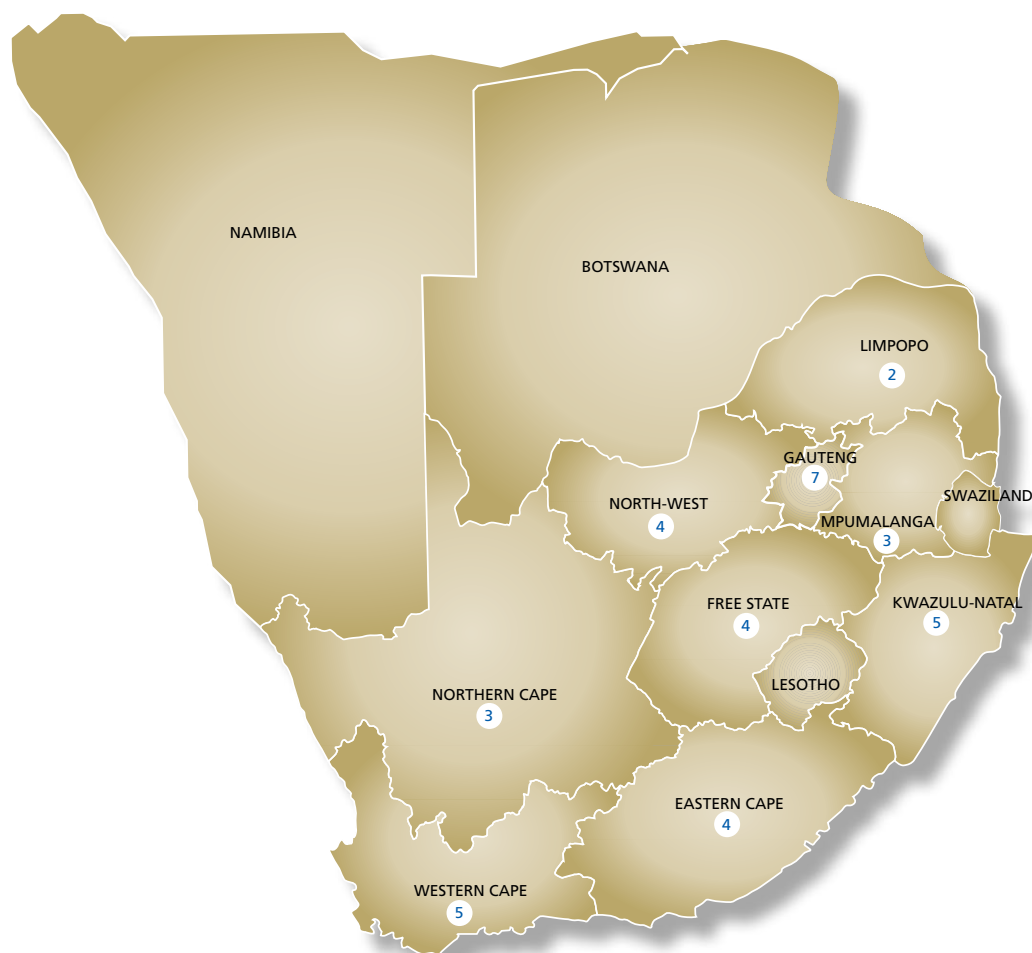 NAMIBIA
BOTSWANA
LIMPOPO
2
GAUTENG
7
SWAZILAND
NORTH-WEST
4
MPUMALANGA
3
FREE STATE
4
KWAZULU-NATAL
5
LESOTHO
NORTHERN CAPE
3
EASTERN CAPE
4
WESTERN CAPE
5